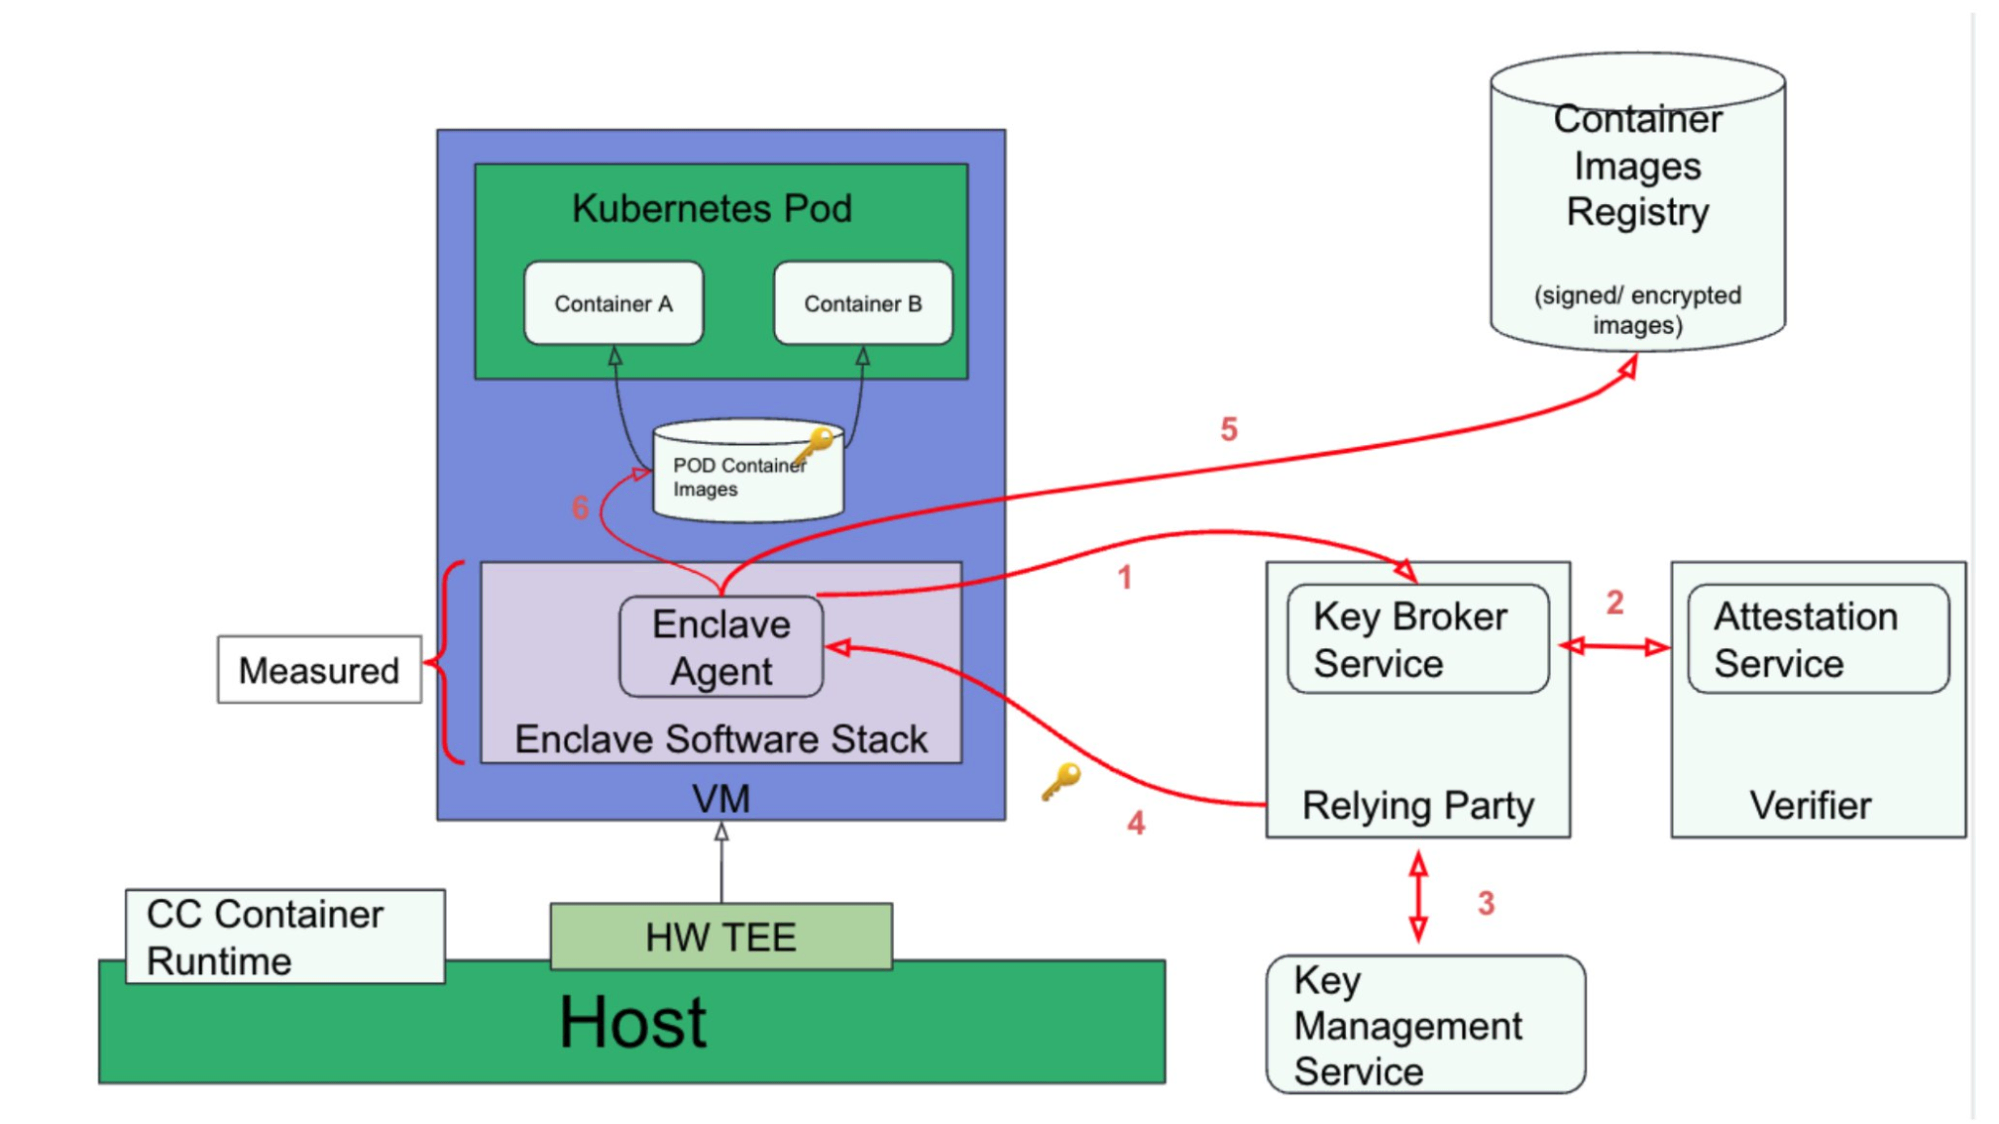 Container
Images
Registry
(signed/ encrypted
images)
Kubernetes Pod
Container A
Container B
POD Container
Images
5
6
1
Enclave
Agent
Enclave Software Stack
VM
Measured
Key Broker
Service
Relying Party
2
Attestation
Service
Verifier
4
3
CC Container
Runtime
HW TEE
Host
Key
Management
Service